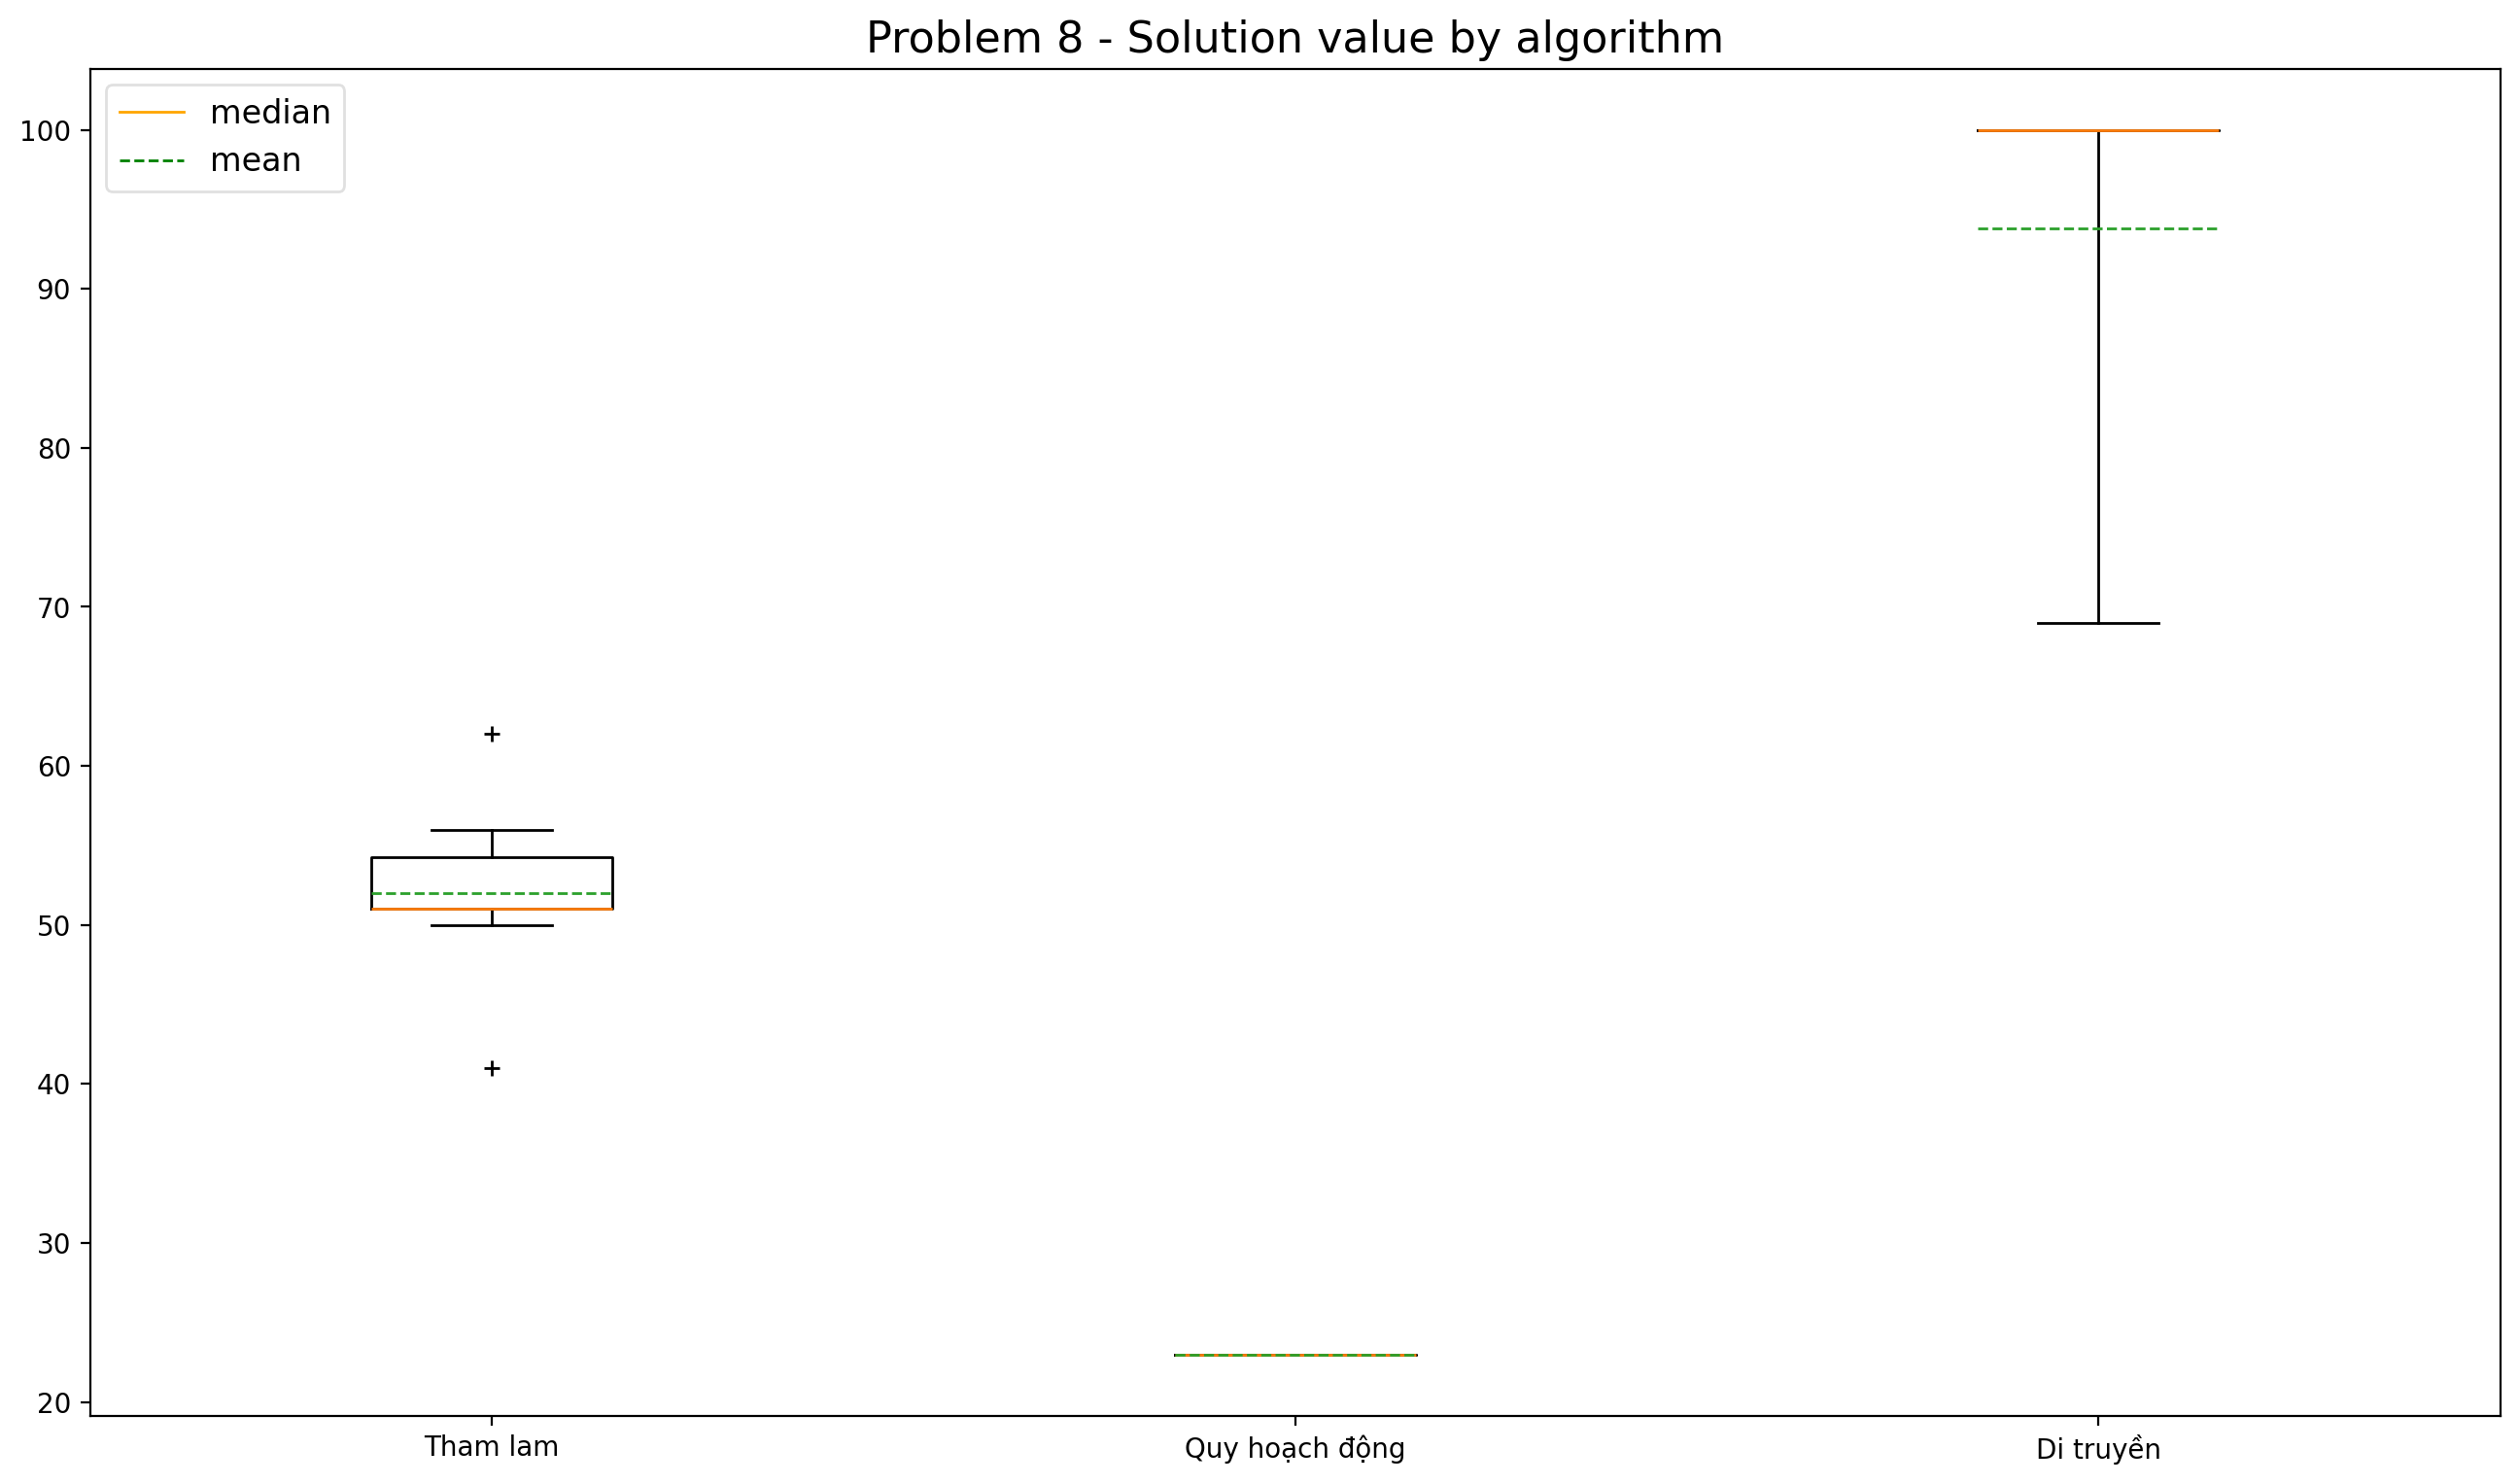 Problem 8 - Solution value by algorithm
median
mean
100
90
80
70
60
50
40
30
20
Tham lam
Quy hoạch động
Di truyền